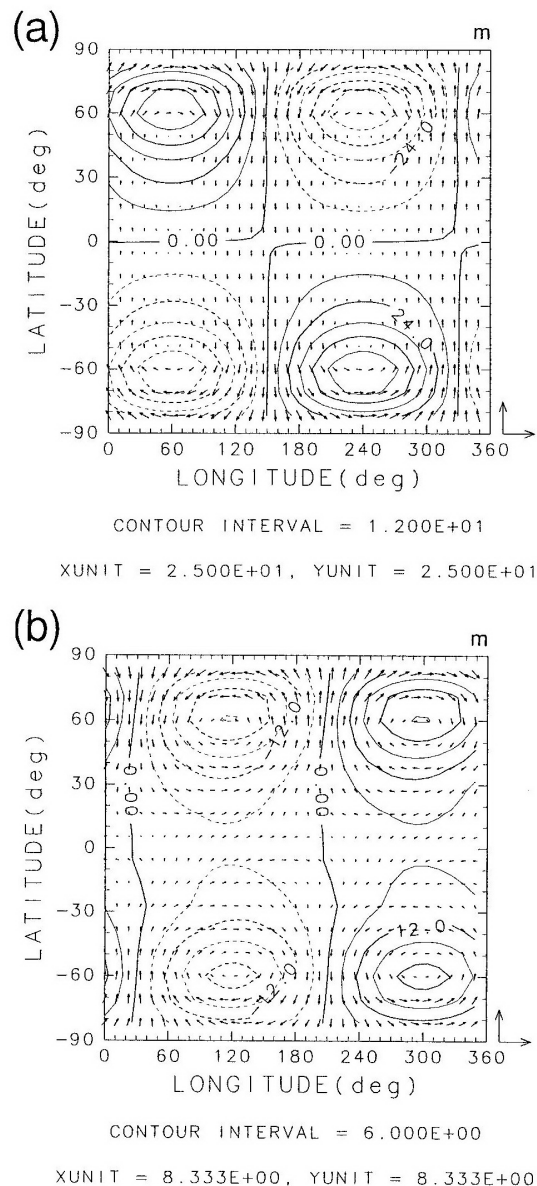 (a)
m
90
60
30
0
-30
-60
-90
LATITUDE(deg)
-24.0
0.00
0.00
24.0
0 60 120 180 240 300 360
LONGITUDE(deg)
CONTOUR INTERVAL = 1.200E+01
XUNIT = 2.500E+01, YUNIT = 2.500E+01
(b)
m
90
60
30
0
-30
-60
-90
LATITUDE(deg)
-12.0
0.00
0.00
12.0
-12.0
0 60 120 180 240 300 360
LONGITUDE(deg)
CONTOUR INTERVAL = 6.000E+00
XUNIT = 8.333E+00, YUNIT = 8.333E+00